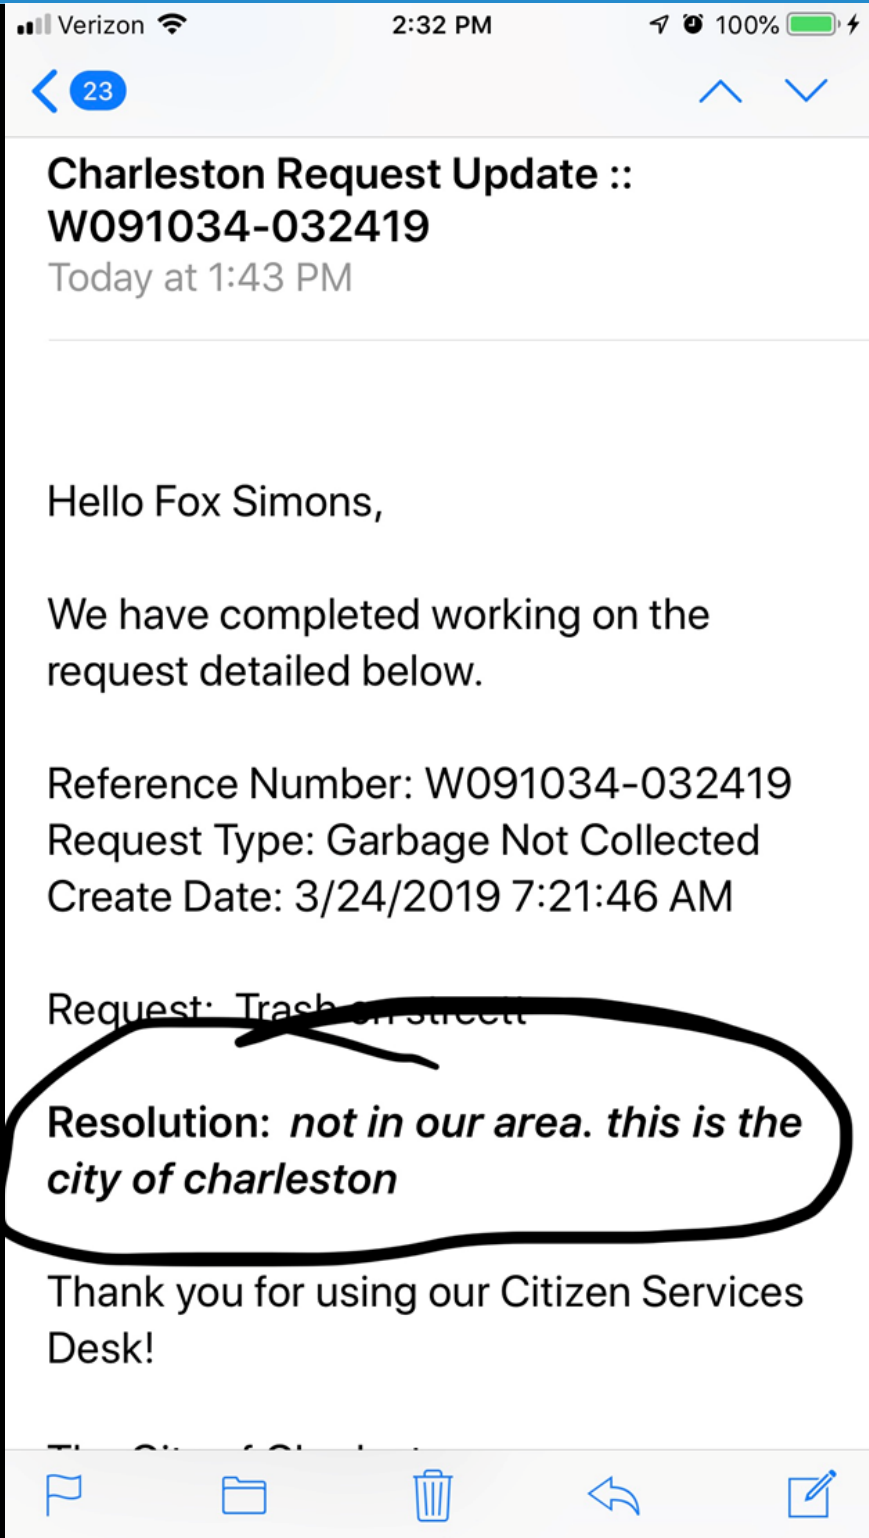 Verizon 2:32 PM 100%
23
Charleston Request Update ::
W091034-032419
Today at 1:43 PM
Hello Fox Simons,
We have completed working on the
request detailed below.
Reference Number: W091034-032419
Request Type: Garbage Not Collected
Create Date: 3/24/2019 7:21:46 AM
Request: Trash on streett
Resolution: not in our area. this is the
city of charleston
Thank you for using our Citizen Services
Desk!